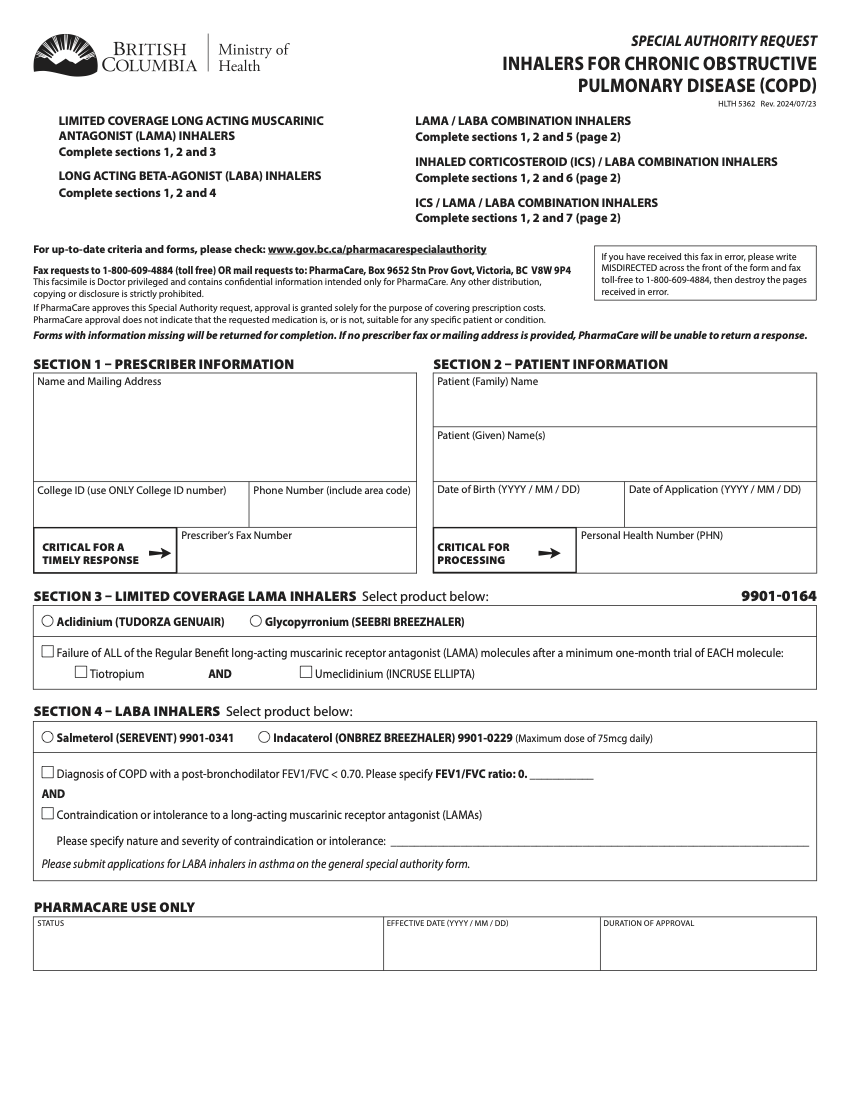 BRITISH COLUMBIA
Ministry of Health
SPECIAL AUTHORITY REQUEST
INHALERS FOR CHRONIC OBSTRUCTIVE
PULMONARY DISEASE (COPD)
HLTH 5362 Rev. 2024/07/23
LIMITED COVERAGE LONG ACTING MUSCARINIC
ANTAGONIST (LAMA) INHALERS
Complete sections 1, 2 and 3
LONG ACTING BETA-AGONIST (LABA) INHALERS
Complete sections 1, 2 and 4
LAMA / LABA COMBINATION INHALERS
Complete sections 1, 2 and 5 (page 2)
INHALED CORTICOSTEROID (ICS) / LABA COMBINATION INHALERS
Complete sections 1, 2 and 6 (page 2)
ICS / LAMA / LABA COMBINATION INHALERS
Complete sections 1, 2 and 7 (page 2)
For up-to-date criteria and forms, please check: www.gov.bc.ca/pharmacarespecialauthority
Fax requests to 1-800-609-4884 (toll free) OR mail requests to: PharmaCare, Box 9652 Stn Prov Govt, Victoria, BC V8W 9P4
This facsimile is Doctor privileged and contains confidential information intended only for PharmaCare. Any other distribution,
copying or disclosure is strictly prohibited.
If PharmaCare approves this Special Authority request, approval is granted solely for the purpose of covering prescription costs.
PharmaCare approval does not indicate that the requested medication is, or is not, suitable for any specific patient or condition.
If you have received this fax in error, please write
MISDIRECTED across the front of the form and fax
toll-free to 1-800-609-4884, then destroy the pages
received in error.
Forms with information missing will be returned for completion. If no prescriber fax or mailing address is provided, PharmaCare will be unable to return a response.
SECTION 1 – PRESCRIBER INFORMATION
Name and Mailing Address
College ID (use ONLY College ID number)
Phone Number (include area code)
CRITICAL FOR A
TIMELY RESPONSE
Prescriber's Fax Number
SECTION 2 – PATIENT INFORMATION
Patient (Family) Name
Patient (Given) Name(s)
Date of Birth (YYYY / MM / DD)
Date of Application (YYYY / MM / DD)
CRITICAL FOR
PROCESSING
Personal Health Number (PHN)
SECTION 3 – LIMITED COVERAGE LAMA INHALERS Select product below: 9901-0164
Aclidinium (TUDORZA GENUAIR) Glycopyrronium (SEEBRI BREEZHALER)
Failure of ALL of the Regular Benefit long-acting muscarinic receptor antagonist (LAMA) molecules after a minimum one-month trial of EACH molecule:
Tiotropium AND Umeclidinium (INCRUSE ELLIPTA)
SECTION 4 – LABA INHALERS Select product below:
Salmeterol (SEREVENT) 9901-0341 Indacaterol (ONBREZ BREEZHALER) 9901-0229 (Maximum dose of 75mcg daily)
Diagnosis of COPD with a post-bronchodilator FEV1/FVC < 0.70. Please specify FEV1/FVC ratio: 0. __________
AND
Contraindication or intolerance to a long-acting muscarinic receptor antagonist (LAMAs)
Please specify nature and severity of contraindication or intolerance: ____________________
Please submit applications for LABA inhalers in asthma on the general special authority form.
PHARMACARE USE ONLY
STATUS
EFFECTIVE DATE (YYYY / MM / DD)
DURATION OF APPROVAL